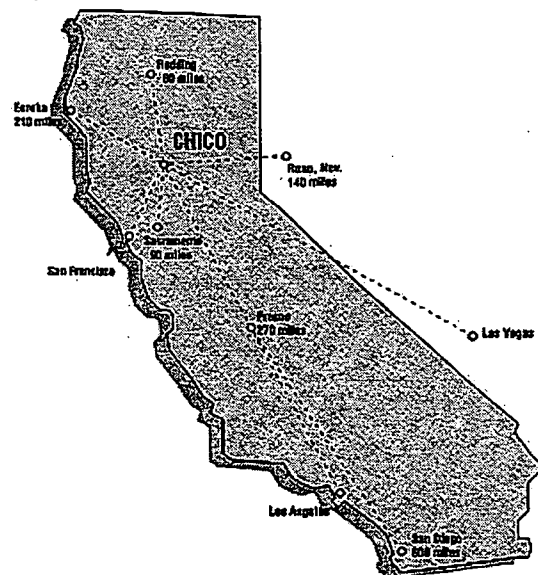 Redding
80 miles
Eureka
210 miles
CHICO
Reno, Nev.
140 miles
Sacramento
90 miles
San Francisco
Fresno
270 miles
Las Vegas
Los Angeles
San Diego
miles